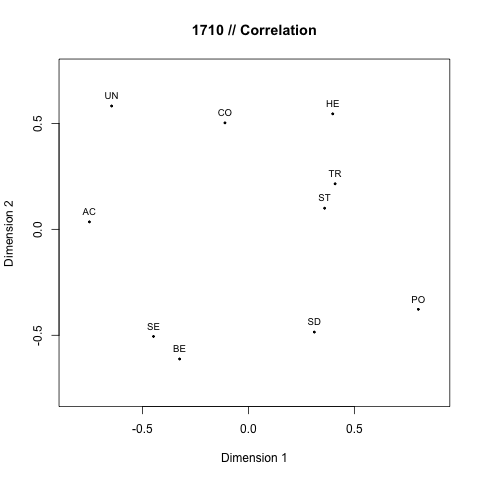 1710 // Correlation
UN
HE
CO
TR
ST
AC
PO
SD
SE
BE
0.5
0.0
-0.5
Dimension 2
-0.5
0.0
0.5
Dimension 1